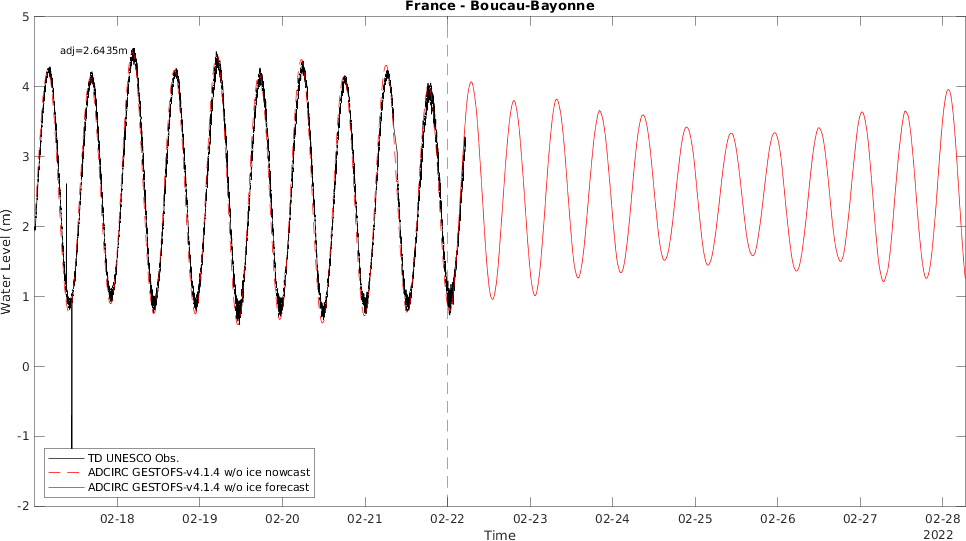 France - Boucau-Bayonne
5
adj=2.6435m
4
3
2
1
0
-1
-2
Water Level (m)
TD UNESCO Obs.
ADCIRC GESTOFS-v4.1.4 w/o ice nowcast
ADCIRC GESTOFS-v4.1.4 w/o ice forecast
02-18 02-19 02-20 02-21 02-22 02-23 02-24 02-25 02-26 02-27 02-28
Time
2022